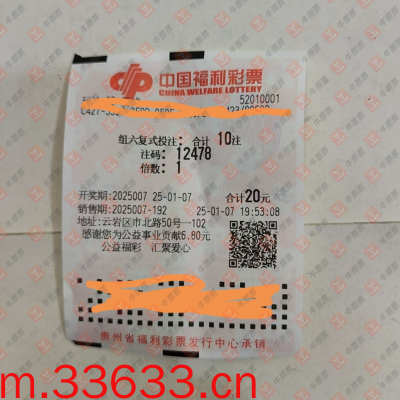 中国福利彩票
CHINA WELFARE LOTTERY
52010001
组六复式投注: 合计 10注
注码: 12478
倍数: 1
开奖期:2025007 25-01-07 合计20元
销售期:2025007-192 25-01-07 19:53:08
地址:云岩区市北路50号-102
感谢您为公益事业贡献6.80元
公益福彩 汇聚爱心
贵州省福利彩票发行中心承销
m.33633.cn